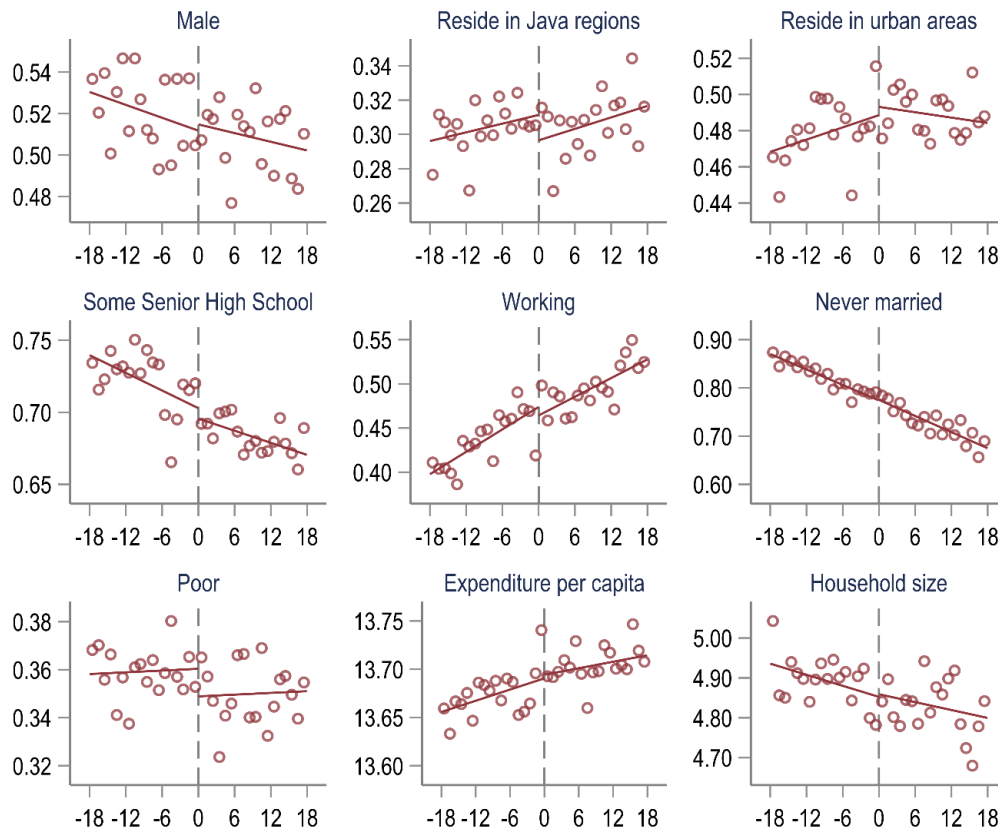 Male
0.54
0.52
0.50
0.48
-18 -12 -6 0 6 12 18
Reside in Java regions
0.34
0.32
0.30
0.28
0.26
-18 -12 -6 0 6 12 18
Reside in urban areas
0.52
0.50
0.48
0.46
0.44
-18 -12 -6 0 6 12 18
Some Senior High School
0.75
0.70
0.65
-18 -12 -6 0 6 12 18
Working
0.55
0.50
0.45
0.40
-18 -12 -6 0 6 12 18
Never married
0.90
0.80
0.70
0.60
-18 -12 -6 0 6 12 18
Poor
0.38
0.36
0.34
0.32
-18 -12 -6 0 6 12 18
Expenditure per capita
13.75
13.70
13.65
13.60
-18 -12 -6 0 6 12 18
Household size
5.00
4.90
4.80
4.70
-18 -12 -6 0 6 12 18